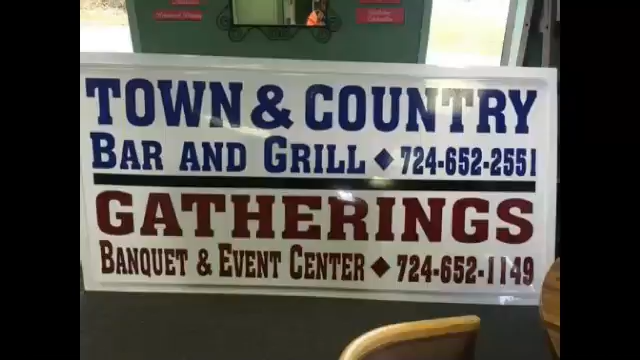 TOWN & COUNTRY
BAR AND GRILL ◆ 724-652-2551
GATHERINGS
BANQUET & EVENT CENTER ◆ 724-652-1149